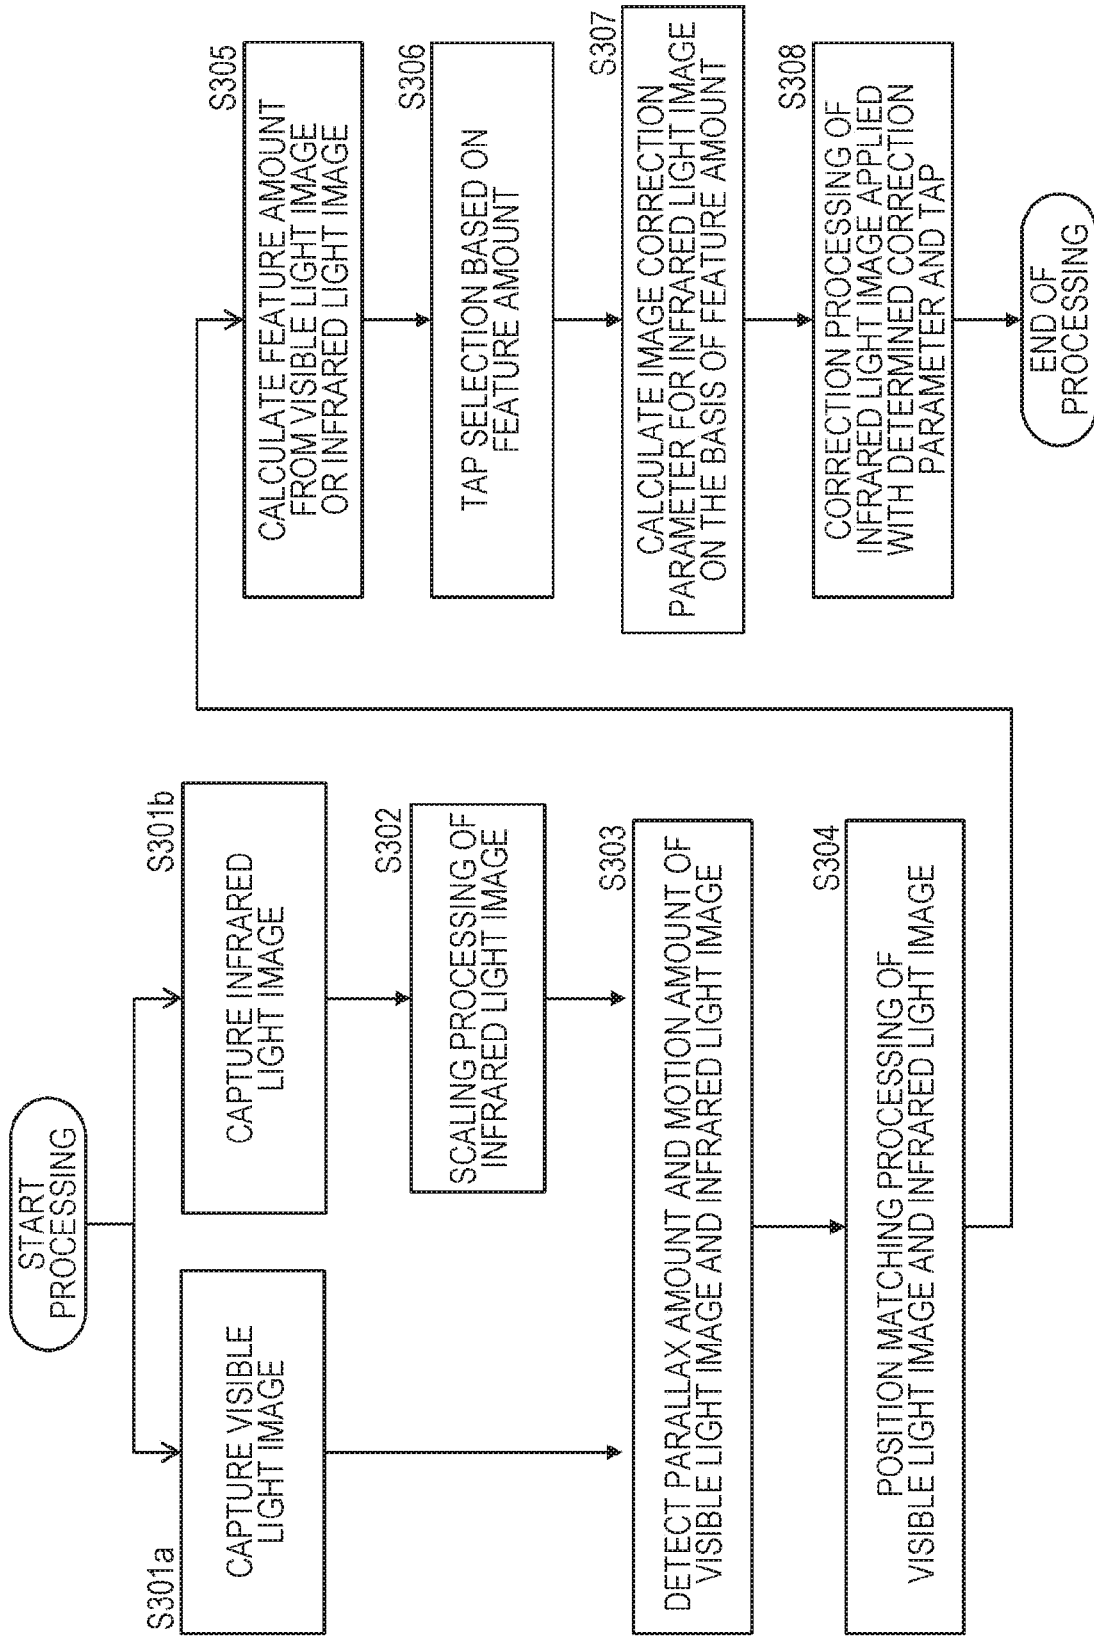 START
PROCESSING
S301a
CAPTURE VISIBLE
LIGHT IMAGE
S301b
CAPTURE INFRARED
LIGHT IMAGE
S302
SCALING PROCESSING OF
INFRARED LIGHT IMAGE
S303
DETECT PARALLAX AMOUNT AND MOTION AMOUNT OF
VISIBLE LIGHT IMAGE AND INFRARED LIGHT IMAGE
S304
POSITION MATCHING PROCESSING OF
VISIBLE LIGHT IMAGE AND INFRARED LIGHT IMAGE
S305
CALCULATE FEATURE AMOUNT
FROM VISIBLE LIGHT IMAGE
OR INFRARED LIGHT IMAGE
S306
TAP SELECTION BASED ON
FEATURE AMOUNT
S307
CALCULATE IMAGE CORRECTION
PARAMETER FOR INFRARED LIGHT IMAGE
ON THE BASIS OF FEATURE AMOUNT
S308
CORRECTION PROCESSING OF
INFRARED LIGHT IMAGE APPLIED
WITH DETERMINED CORRECTION
PARAMETER AND TAP
END OF
PROCESSING